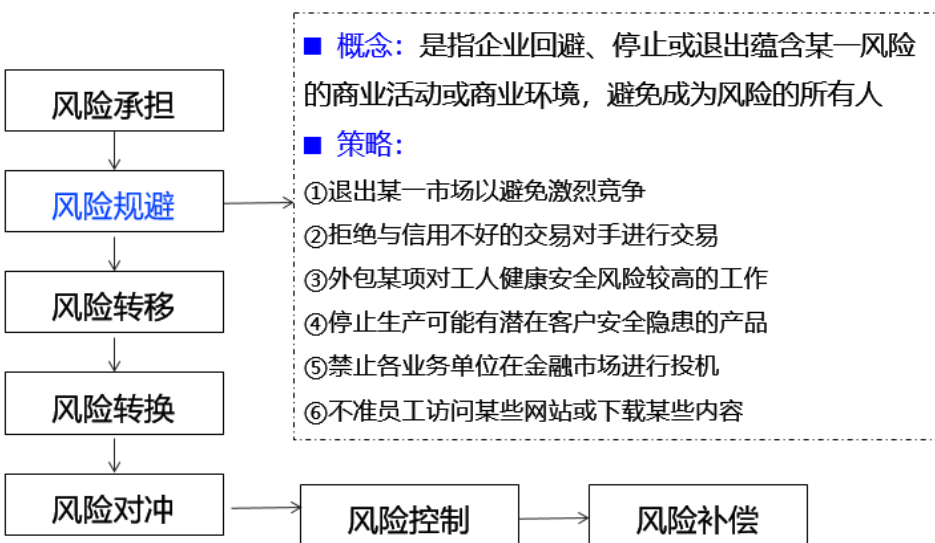 风险承担
风险规避
风险转移
风险转换
风险对冲
风险控制
风险补偿
■ 概念：是指企业回避、停止或退出蕴含某一风险
的商业活动或商业环境，避免成为风险的所有人
■ 策略：
①退出某一市场以避免激烈竞争
②拒绝与信用不好的交易对手进行交易
③外包某项对工人健康安全风险较高的工作
④停止生产可能有潜在客户安全隐患的产品
⑤禁止各业务单位在金融市场进行投机
⑥不准员工访问某些网站或下载某些内容